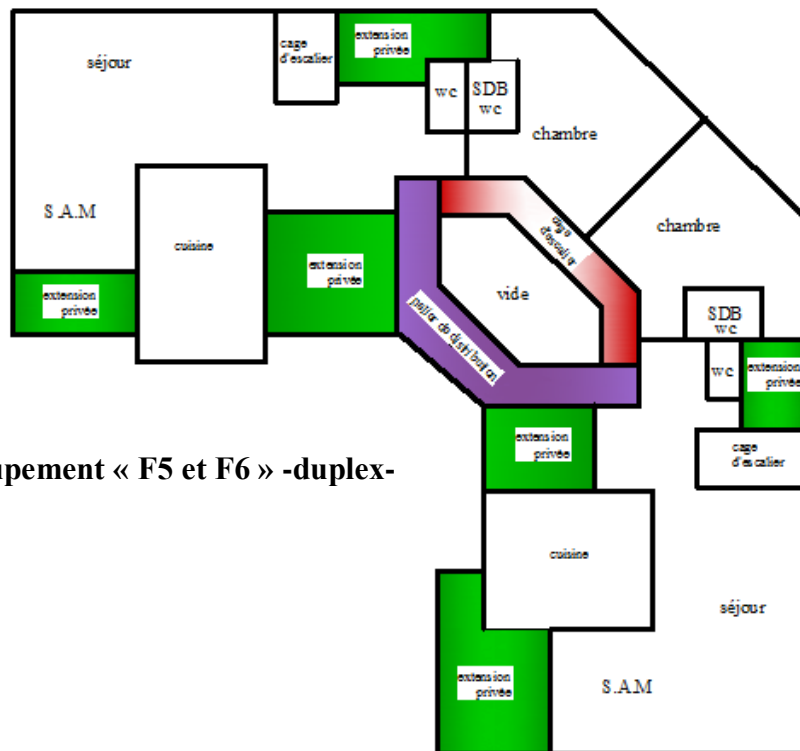 séjour
cage
d'escalier
extension
privée
wc
SDB
wc
chambre
S.A.M
cuisine
extension
privée
extension
privée
cage
d'escalier
chambre
vide
palier de distribution
SDB
wc
wc
extension
privée
extension
privée
cage
d'escalier
upement « F5 et F6 » -duplex-
cuisine
séjour
extension
privée
S.A.M